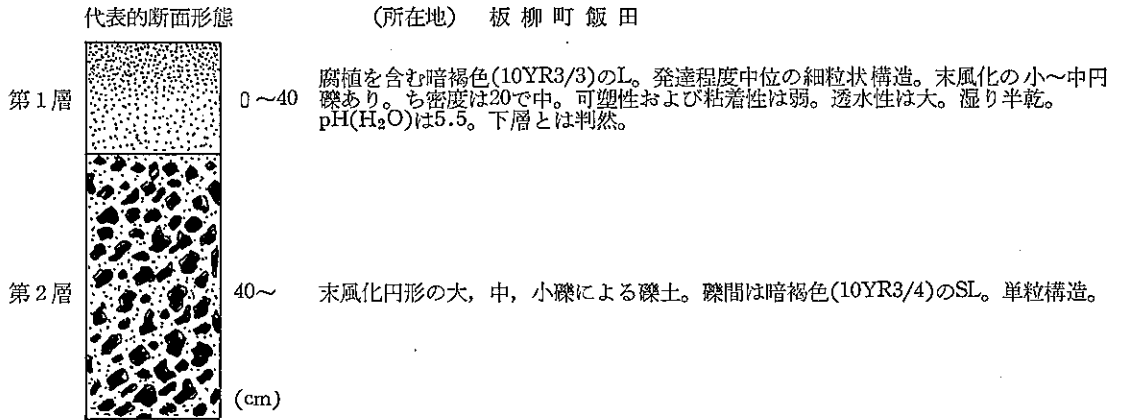 代表的断面形態 (所在地) 板柳町飯田
第1層 0〜40 腐植を含む暗褐色(10YR3/3)のL。発達程度中位の細粒状構造。末風化の小〜中円
礫あり。ち密度は20で中。可塑性および粘着性は弱。透水性は大。湿り半乾。
pH(H₂O)は5.5。下層とは判然。
第2層 40〜 末風化円形の大，中，小礫による礫土。礫間は暗褐色(10YR3/4)のSL。単粒構造。
(cm)